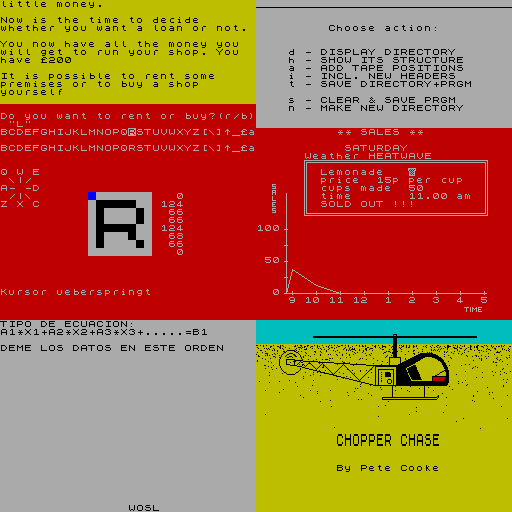 little money.
Now is the time to decide
whether you want a loan or not.
You now have all the money you
will get to run your shop. You
have £200
It is possible to rent some
premises or to buy a shop
yourself
Do you want to rent or buy?(r/b)
"L"
Choose action:
d - DISPLAY DIRECTORY
h - SHOW ITS STRUCTURE
a - ADD TAPE POSITIONS
i - INCL. NEW HEADERS
t - SAVE DIRECTORY+PRGM
s - CLEAR & SAVE PRGM
n - MAKE NEW DIRECTORY
BCDEFGHIJKLMNOPQRSTUVWXYZ[\]↑_£a
BCDEFGHIJKLMNOPQRSTUVWXYZ[\]↑_£a
Q W E
\|/
A- -D
/|\
Z X C
0
124
66
66
124
68
66
0
Kursor ueberspringt
** SALES **
SATURDAY
Weather HEATWAVE
Lemonade
price 15p per cup
cups made 50
time 11.00 am
SOLD OUT !!!
SALES
100
50
0
9 10 11 12 1 2 3 4 5
TIME
TIPO DE ECUACION:
A1*X1+A2*X2+A3*X3+.....=B1
DEME LOS DATOS EN ESTE ORDEN
WOSL
CHOPPER CHASE
By Pete Cooke